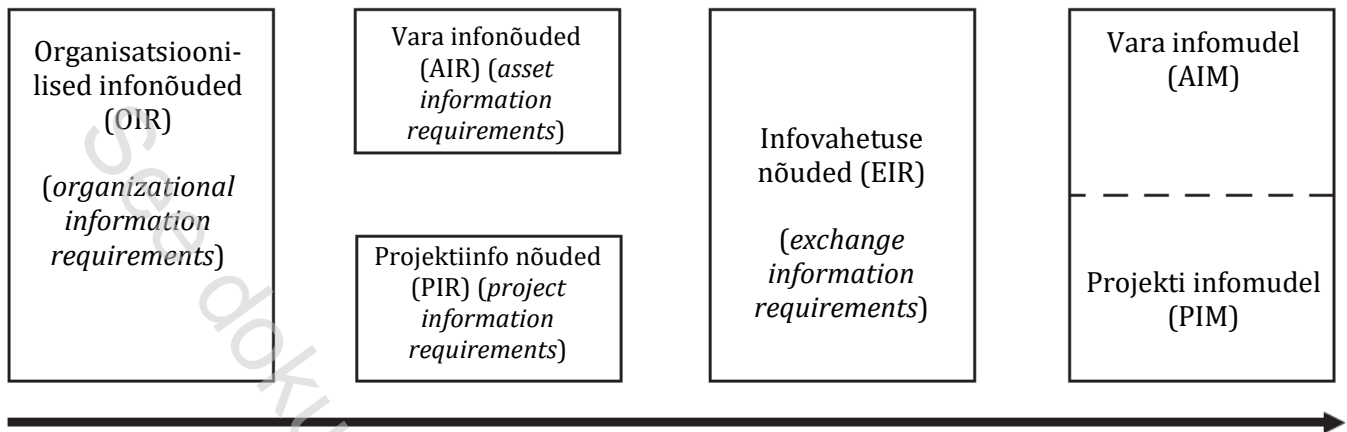 Organisatsiooni-
lised infonõuded
(OIR)
(organizational
information
requirements)
Vara infonõuded
(AIR) (asset
information
requirements)
Projektiinfo nõuded
(PIR) (project
information
requirements)
Infovahetuse
nõuded (EIR)
(exchange
information
requirements)
Vara infomudel
(AIM)
Projekti infomudel
(PIM)
See